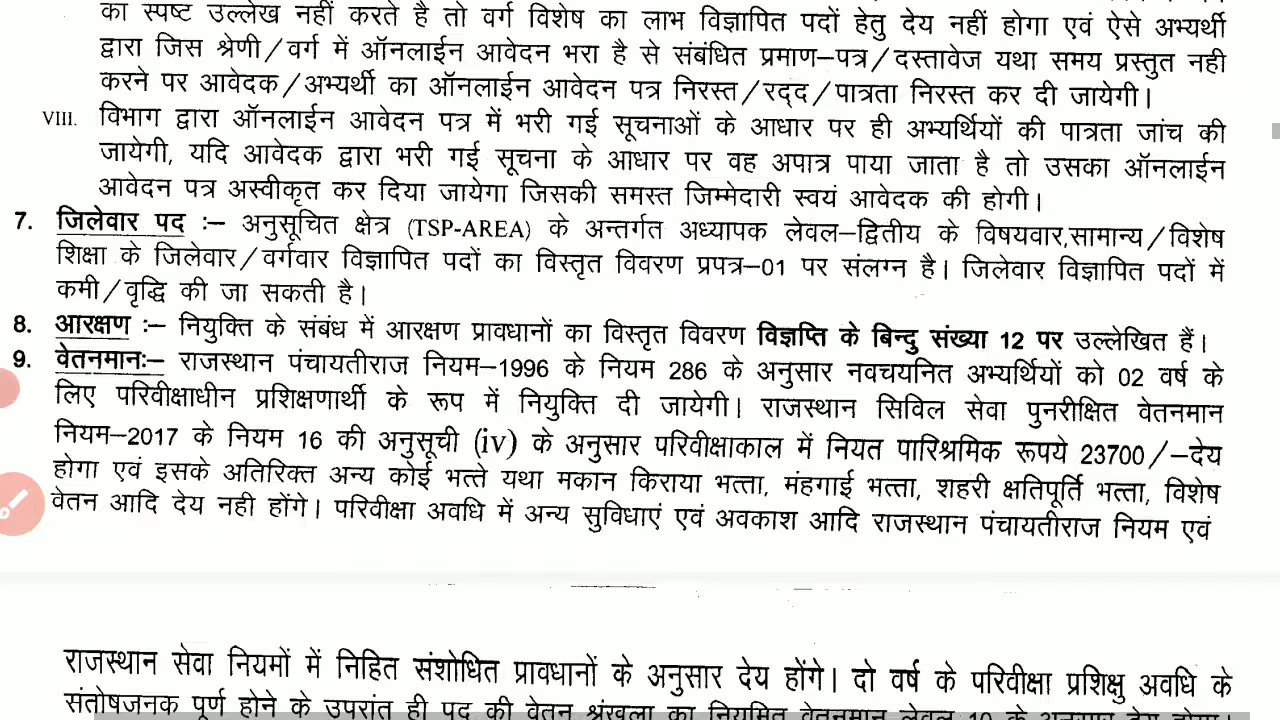 का स्पष्ट उल्लेख नहीं करते है तो वर्ग विशेष का लाभ विज्ञापित पदों हेतु देय नहीं होगा एवं ऐसे अभ्यर्थी
द्वारा जिस श्रेणी/वर्ग में ऑनलाईन आवेदन भरा है से संबंधित प्रमाण–पत्र/दस्तावेज यथा समय प्रस्तुत नही
करने पर आवेदक/अभ्यर्थी का ऑनलाईन आवेदन पत्र निरस्त/रद्द/पात्रता निरस्त कर दी जायेगी।
VIII. विभाग द्वारा ऑनलाईन आवेदन पत्र में भरी गई सूचनाओं के आधार पर ही अभ्यर्थियों की पात्रता जांच की
जायेगी, यदि आवेदक द्वारा भरी गई सूचना के आधार पर वह अपात्र पाया जाता है तो उसका ऑनलाईन
आवेदन पत्र अस्वीकृत कर दिया जायेगा जिसकी समस्त जिम्मेदारी स्वयं आवेदक की होगी।
7. जिलेवार पद :– अनुसूचित क्षेत्र (TSP-AREA) के अन्तर्गत अध्यापक लेवल–द्वितीय के विषयवार,सामान्य/विशेष
शिक्षा के जिलेवार/वर्गवार विज्ञापित पदों का विस्तृत विवरण प्रपत्र–01 पर संलग्न है। जिलेवार विज्ञापित पदों में
कमी/वृद्धि की जा सकती है।
8. आरक्षण :– नियुक्ति के संबंध में आरक्षण प्रावधानों का विस्तृत विवरण विज्ञप्ति के बिन्दु संख्या 12 पर उल्लेखित हैं।
9. वेतनमानः– राजस्थान पंचायतीराज नियम–1996 के नियम 286 के अनुसार नवचयनित अभ्यर्थियों को 02 वर्ष के
लिए परिवीक्षाधीन प्रशिक्षणार्थी के रूप में नियुक्ति दी जायेगी। राजस्थान सिविल सेवा पुनरीक्षित वेतनमान
नियम–2017 के नियम 16 की अनुसूची (iv) के अनुसार परिवीक्षाकाल में नियत पारिश्रमिक रूपये 23700/–देय
होगा एवं इसके अतिरिक्त अन्य कोई भत्ते यथा मकान किराया भत्ता, मंहगाई भत्ता, शहरी क्षतिपूर्ति भत्ता, विशेष
वेतन आदि देय नही होंगे। परिवीक्षा अवधि में अन्य सुविधाएं एवं अवकाश आदि राजस्थान पंचायतीराज नियम एवं
राजस्थान सेवा नियमों में निहित संशोधित प्रावधानों के अनुसार देय होंगे। दो वर्ष के परिवीक्षा प्रशिक्षु अवधि के
संतोषजनक पूर्ण होने के उपरांत ही पद की वेतन श्रृंखला का नियमित वेतनमान लेवल 10 के अनुसार देय होगा।